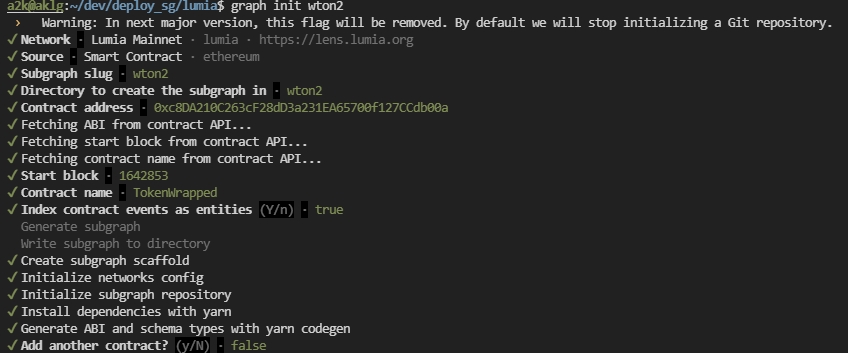 a2k@aklg:~/dev/deploy_sg/lumia$ graph init wton2
› Warning: In next major version, this flag will be removed. By default we will stop initializing a Git repository.
✓ Network · Lumia Mainnet · lumia · https://lens.lumia.org
✓ Source · Smart Contract · ethereum
✓ Subgraph slug · wton2
✓ Directory to create the subgraph in · wton2
✓ Contract address · 0xc8DA210C263cF28dD3a231EA65700f127CCdb00a
✓ Fetching ABI from contract API...
✓ Fetching start block from contract API...
✓ Fetching contract name from contract API...
✓ Start block · 1642853
✓ Contract name · TokenWrapped
✓ Index contract events as entities (Y/n) · true
Generate subgraph
Write subgraph to directory
✓ Create subgraph scaffold
✓ Initialize networks config
✓ Initialize subgraph repository
✓ Install dependencies with yarn
✓ Generate ABI and schema types with yarn codegen
✓ Add another contract? (y/N) · false